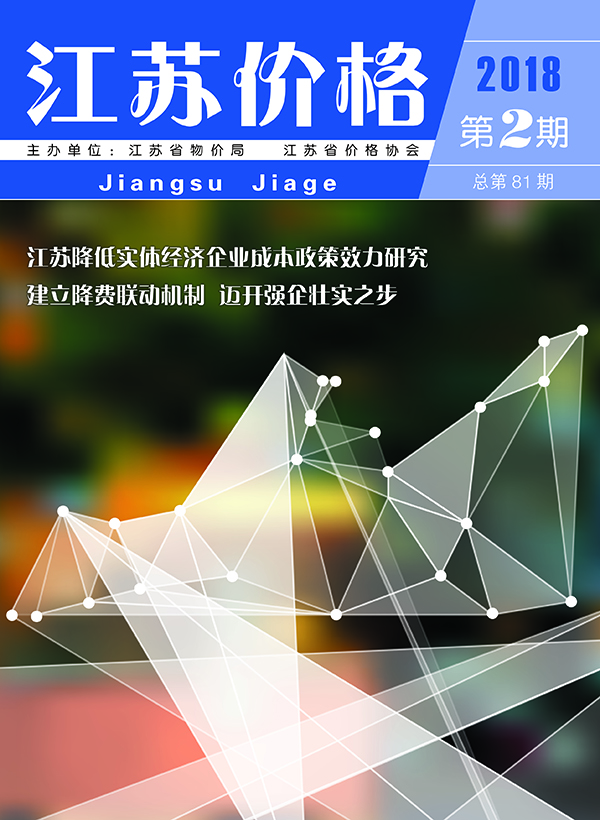 江苏价格
2018
第2期
主办单位：江苏省物价局 江苏省价格协会
Jiangsu Jiage
总第81期
江苏降低实体经济企业成本政策效力研究
建立降费联动机制 迈开强企壮实之步